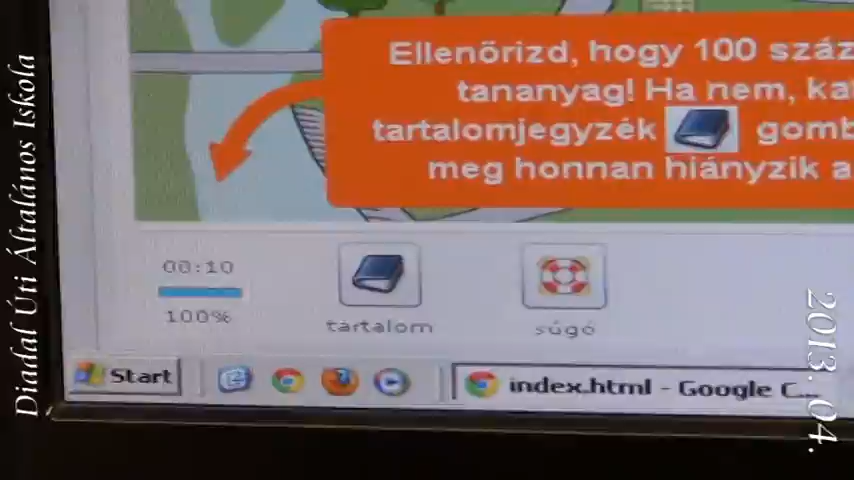 Diadal Úti Általános Iskola
Ellenőrizd, hogy 100
tananyag! Ha nem,
tartalomjegyzék
meg honnan hiányzik a
00:10
100%
tartalom
súgó
Start
index.html - Google C...
2013. 04.